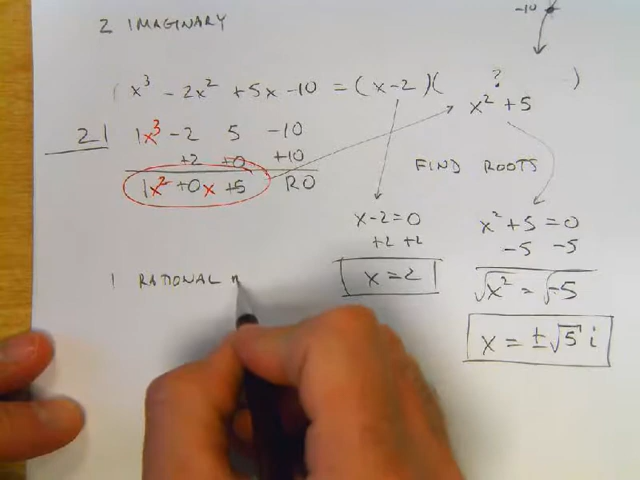 -10
2 IMAGINARY
( x³ - 2x² + 5x - 10 = (x-2)( ? )
x² + 5
2| 1x³ -2 5 -10
+2 +0 +10
1x² +0x +5 R0
FIND ROOTS
x-2=0
+2 +2
x=2
x²+5=0
-5 -5
√x² = √-5
x = ±√5 i
1 RATIONAL